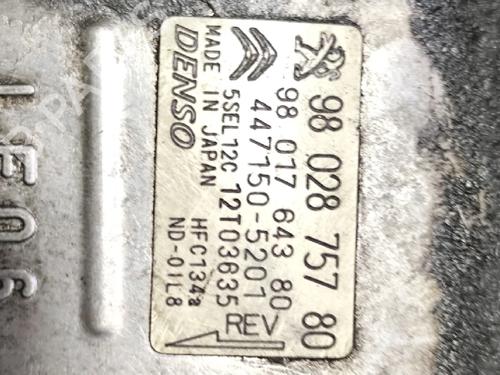 98 028 757 80
98 017 643 80
447150-5201
5SEL12C 12T03635
DENSO
MADE IN JAPAN
HFC134a
ND-OIL8
REV